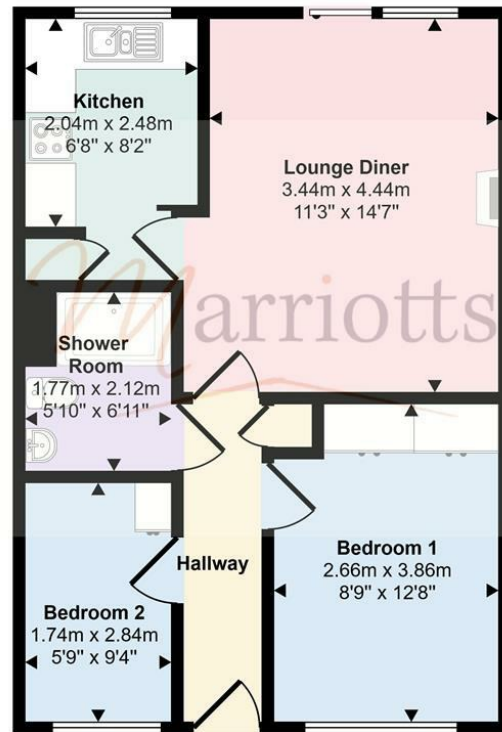 Kitchen
2.04m x 2.48m
6'8" x 8'2"
Lounge Diner
3.44m x 4.44m
11'3" x 14'7"
Marriotts
Shower
Room
1.77m x 2.12m
5'10" x 6'11"
Hallway
Bedroom 1
2.66m x 3.86m
8'9" x 12'8"
Bedroom 2
1.74m x 2.84m
5'9" x 9'4"